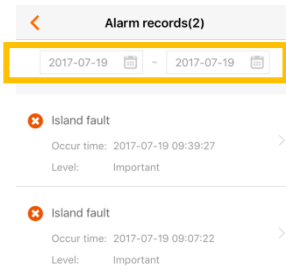 Alarm records(2)
2017-07-19 ~ 2017-07-19
Island fault
Occur time: 2017-07-19 09:39:27
Level: Important
Island fault
Occur time: 2017-07-19 09:07:22
Level: Important